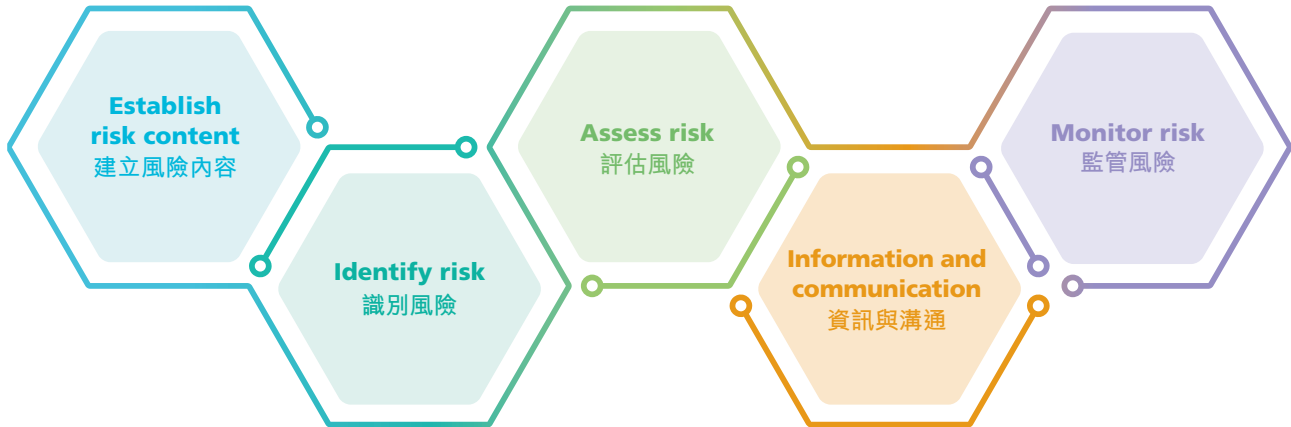 Establish
risk content
建立風險內容
Identify risk
識別風險
Assess risk
評估風險
Information and
communication
資訊與溝通
Monitor risk
監管風險